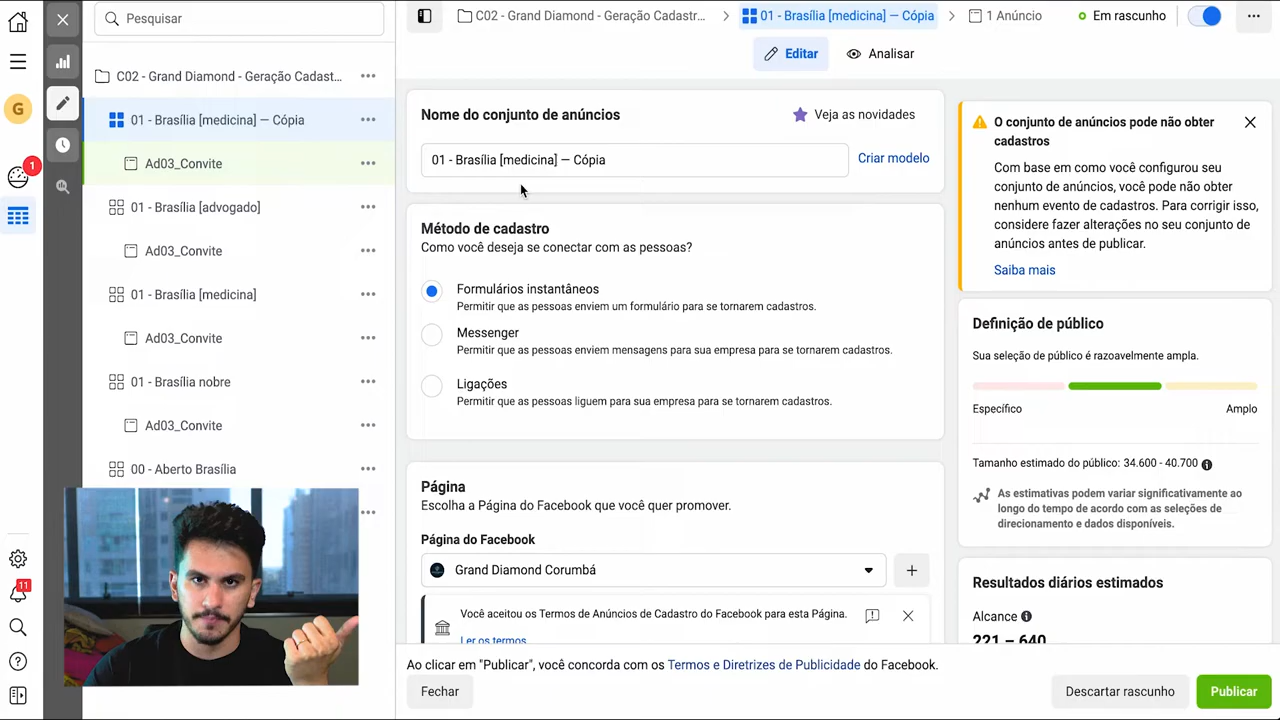 Pesquisar
C02 - Grand Diamond - Geração Cadastr...
01 - Brasília [medicina] — Cópia
1 Anúncio
Em rascunho
Editar
Analisar
G
1
11
C02 - Grand Diamond - Geração Cadast...
01 - Brasília [medicina] — Cópia
Ad03_Convite
01 - Brasília [advogado]
Ad03_Convite
01 - Brasília [medicina]
Ad03_Convite
01 - Brasília nobre
Ad03_Convite
00 - Aberto Brasília
Nome do conjunto de anúncios
Veja as novidades
01 - Brasília [medicina] — Cópia
Criar modelo
Método de cadastro
Como você deseja se conectar com as pessoas?
Formulários instantâneos
Permitir que as pessoas enviem um formulário para se tornarem cadastros.
Messenger
Permitir que as pessoas enviem mensagens para sua empresa para se tornarem cadastros.
Ligações
Permitir que as pessoas liguem para sua empresa para se tornarem cadastros.
Página
Escolha a Página do Facebook que você quer promover.
Página do Facebook
Grand Diamond Corumbá
Você aceitou os Termos de Anúncios de Cadastro do Facebook para esta Página.
Ler os termos.
O conjunto de anúncios pode não obter
cadastros
Com base em como você configurou seu
conjunto de anúncios, você pode não obter
nenhum evento de cadastros. Para corrigir isso,
considere fazer alterações no seu conjunto de
anúncios antes de publicar.
Saiba mais
Definição de público
Sua seleção de público é razoavelmente ampla.
Específico
Amplo
Tamanho estimado do público: 34.600 - 40.700
As estimativas podem variar significativamente ao
longo do tempo de acordo com as seleções de
direcionamento e dados disponíveis.
Resultados diários estimados
Alcance
221 – 640
Ao clicar em "Publicar", você concorda com os Termos e Diretrizes de Publicidade do Facebook.
Fechar
Descartar rascunho
Publicar